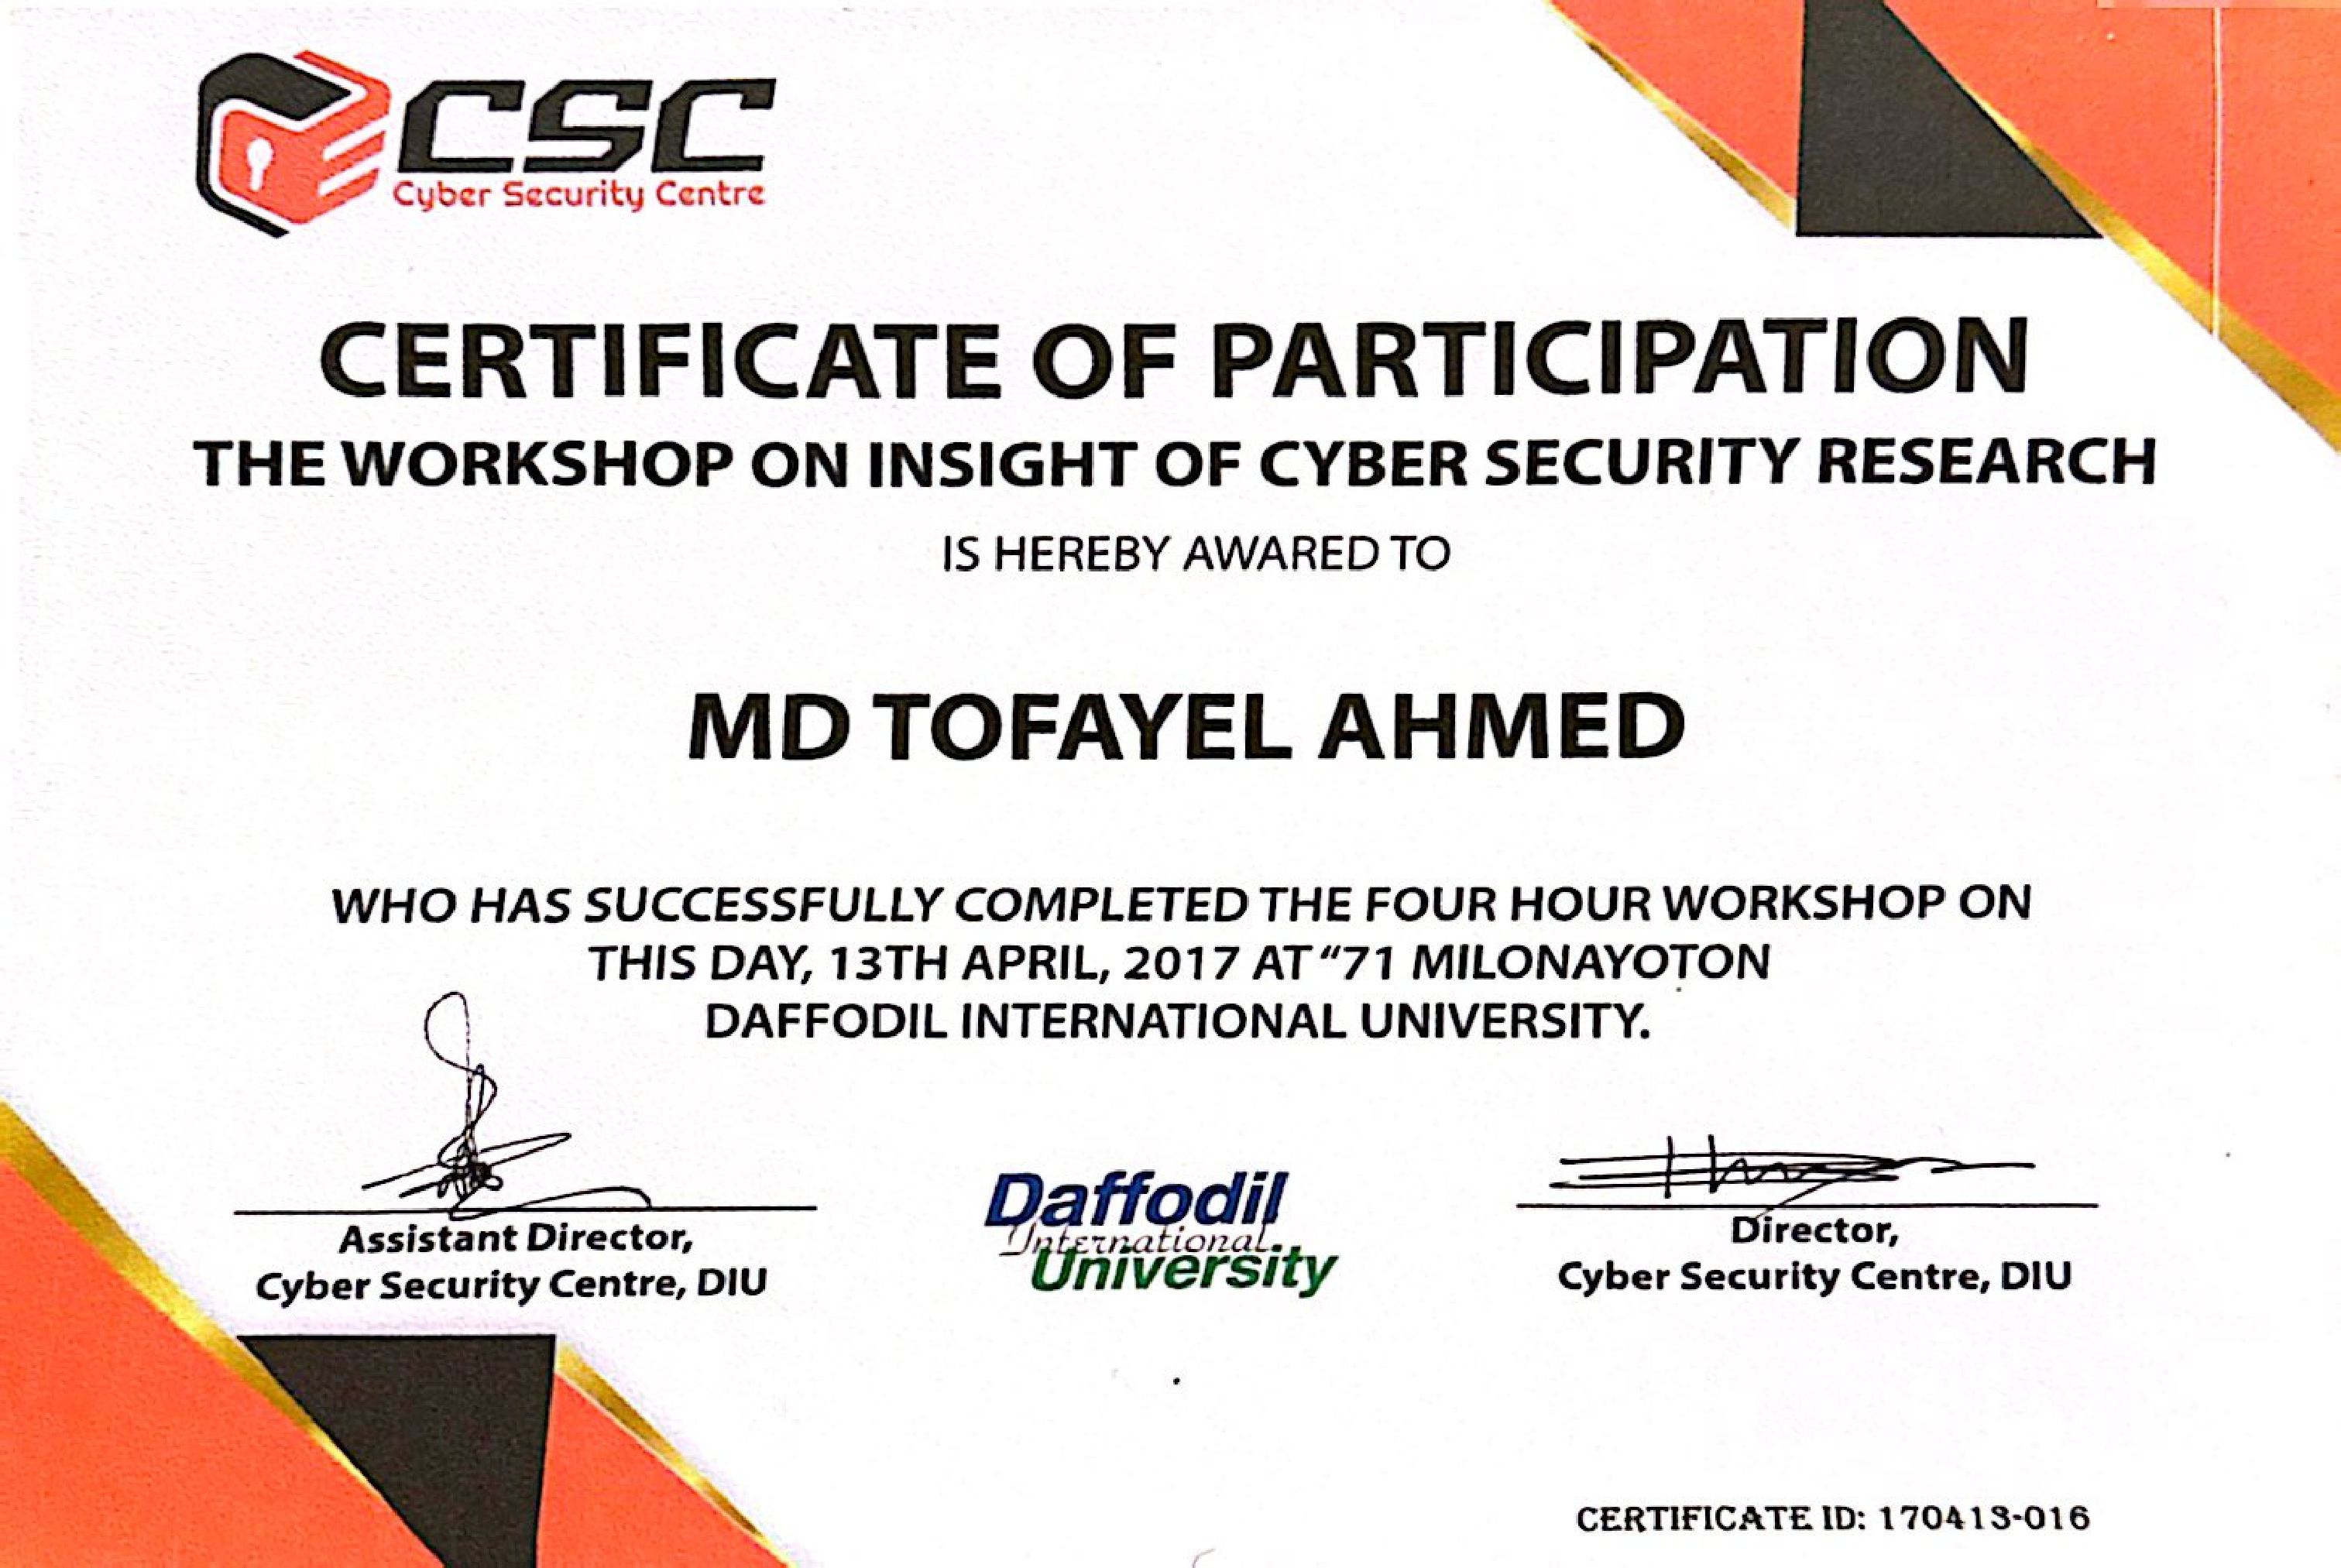 CSC
Cyber Security Centre
CERTIFICATE OF PARTICIPATION
THE WORKSHOP ON INSIGHT OF CYBER SECURITY RESEARCH
IS HEREBY AWARED TO
MD TOFAYEL AHMED
WHO HAS SUCCESSFULLY COMPLETED THE FOUR HOUR WORKSHOP ON
THIS DAY, 13TH APRIL, 2017 AT “71 MILONAYOTON
DAFFODIL INTERNATIONAL UNIVERSITY.
Assistant Director,
Cyber Security Centre, DIU
Daffodil
International
University
Director,
Cyber Security Centre, DIU
CERTIFICATE ID: 170413-016